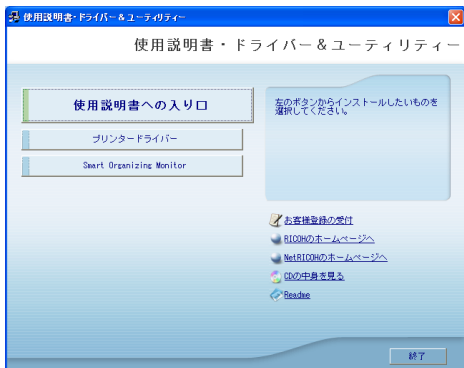 使用説明書・ドライバー＆ユーティリティー
使用説明書・ドライバー＆ユーティリティー
使用説明書への入り口
プリンタードライバー
Smart Organizing Monitor
左のボタンからインストールしたいものを
選択してください。
お客様登録の受付
RICOHのホームページへ
NetRICOHのホームページへ
CDの中身を見る
Readme
終了